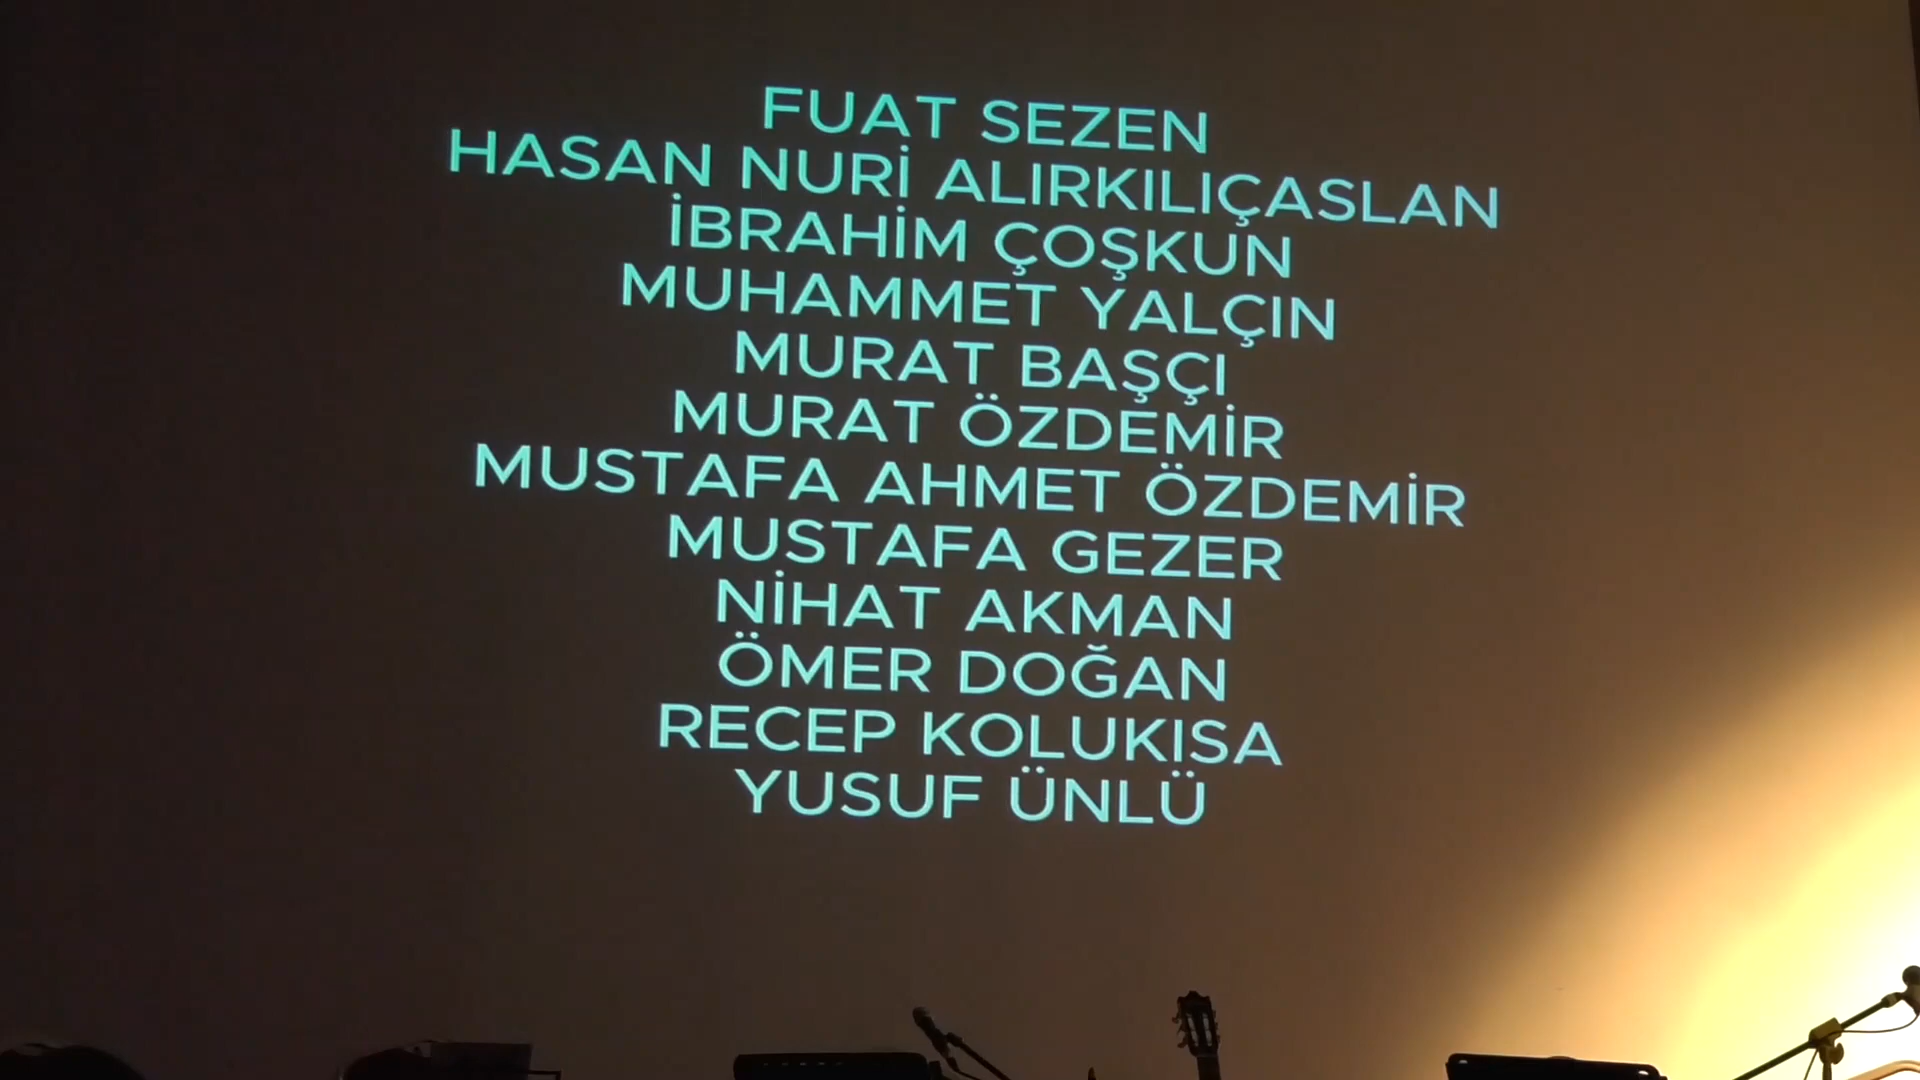 FUAT SEZEN
HASAN NURİ ALIRKILIÇASLAN
İBRAHİM ÇOŞKUN
MUHAMMET YALÇIN
MURAT BAŞÇI
MURAT ÖZDEMİR
MUSTAFA AHMET ÖZDEMİR
MUSTAFA GEZER
NİHAT AKMAN
ÖMER DOĞAN
RECEP KOLUKISA
YUSUF ÜNLÜ